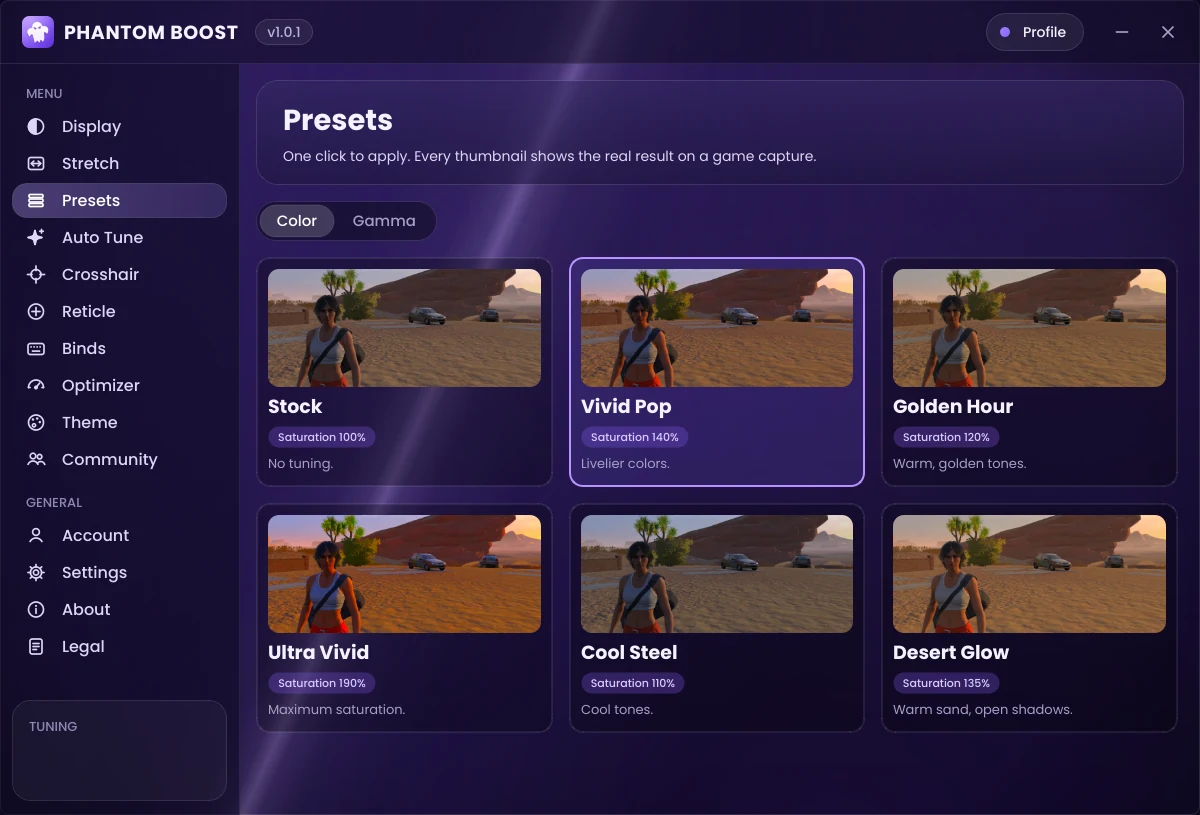 PHANTOM BOOST
v1.0.1
Profile
MENU
Display
Stretch
Presets
Auto Tune
Crosshair
Reticle
Binds
Optimizer
Theme
Community
GENERAL
Account
Settings
About
Legal
TUNING
Presets
One click to apply. Every thumbnail shows the real result on a game capture.
Color
Gamma
Stock
Saturation 100%
No tuning.
Vivid Pop
Saturation 140%
Livelier colors.
Golden Hour
Saturation 120%
Warm, golden tones.
Ultra Vivid
Saturation 190%
Maximum saturation.
Cool Steel
Saturation 110%
Cool tones.
Desert Glow
Saturation 135%
Warm sand, open shadows.